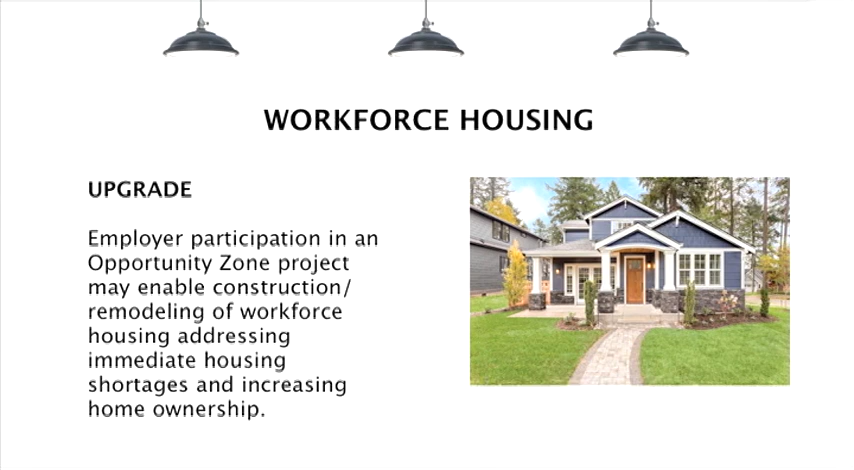 WORKFORCE HOUSING
UPGRADE
Employer participation in an
Opportunity Zone project
may enable construction/
remodeling of workforce
housing addressing
immediate housing
shortages and increasing
home ownership.